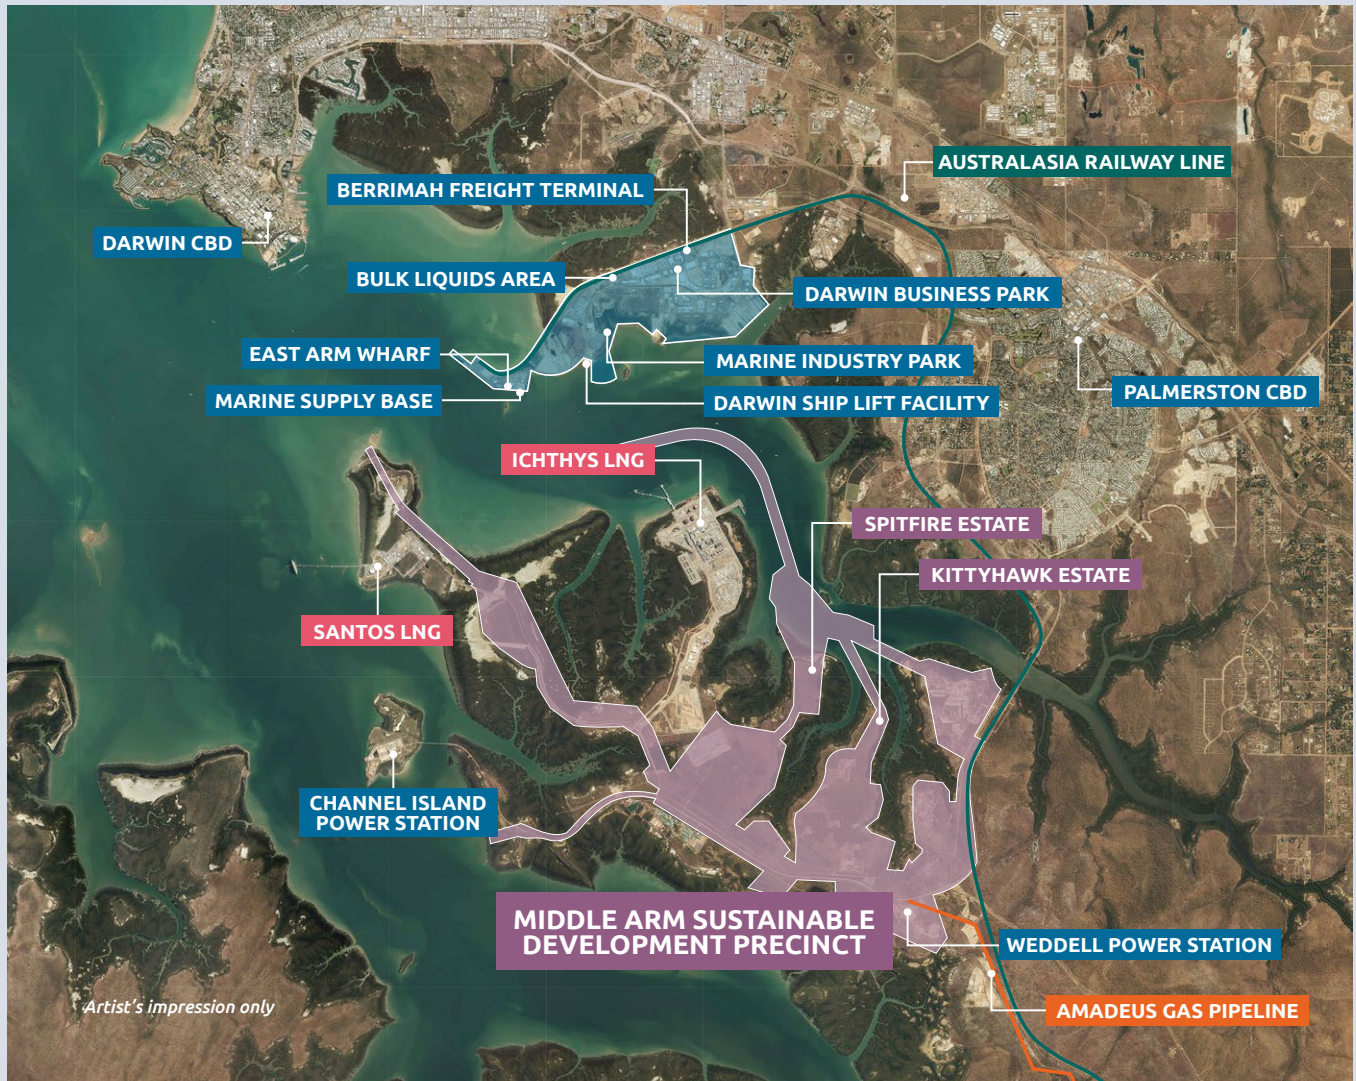 AUSTRALASIA RAILWAY LINE
BERRIMAH FREIGHT TERMINAL
DARWIN CBD
BULK LIQUIDS AREA
DARWIN BUSINESS PARK
EAST ARM WHARF
MARINE INDUSTRY PARK
MARINE SUPPLY BASE
DARWIN SHIP LIFT FACILITY
PALMERSTON CBD
ICHTHYS LNG
SPITFIRE ESTATE
KITTYHAWK ESTATE
SANTOS LNG
CHANNEL ISLAND
POWER STATION
MIDDLE ARM SUSTAINABLE
DEVELOPMENT PRECINCT
WEDDELL POWER STATION
Artist's impression only
AMADEUS GAS PIPELINE